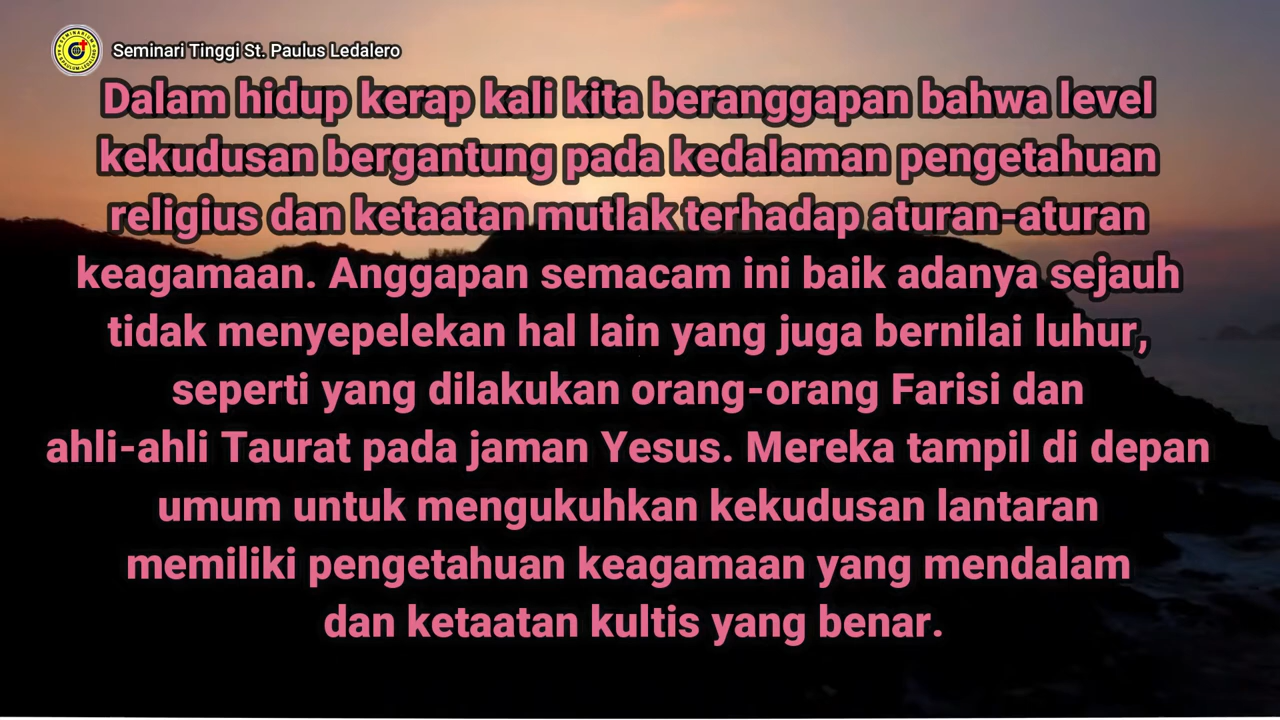 Seminari Tinggi St. Paulus Ledalero
Dalam hidup kerap kali kita beranggapan bahwa level
kekudusan bergantung pada kedalaman pengetahuan
religius dan ketaatan mutlak terhadap aturan-aturan
keagamaan. Anggapan semacam ini baik adanya sejauh
tidak menyepelekan hal lain yang juga bernilai luhur,
seperti yang dilakukan orang-orang Farisi dan
ahli-ahli Taurat pada jaman Yesus. Mereka tampil di depan
umum untuk mengukuhkan kekudusan lantaran
memiliki pengetahuan keagamaan yang mendalam
dan ketaatan kultis yang benar.